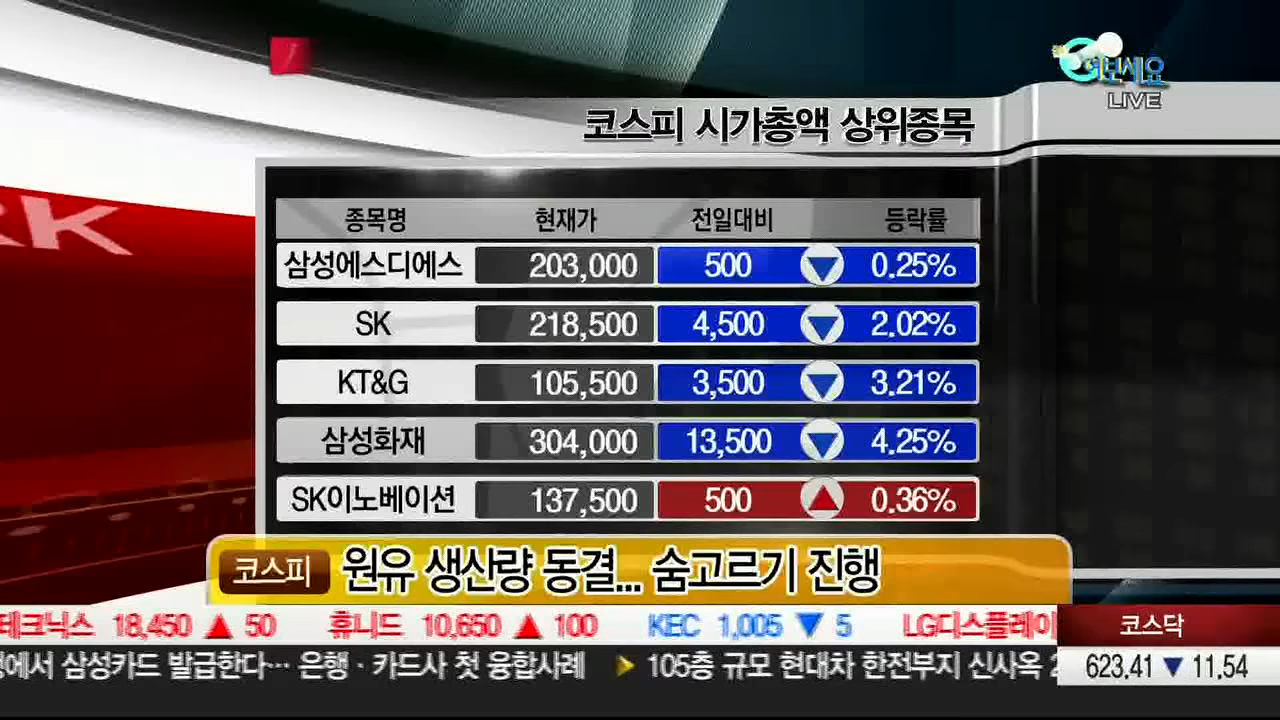 여보세요
LIVE
코스피 시가총액 상위종목
종목명 현재가 전일대비 등락률
삼성에스디에스 203,000 500 ▼ 0.25%
SK 218,500 4,500 ▼ 2.02%
KT&G 105,500 3,500 ▼ 3.21%
삼성화재 304,000 13,500 ▼ 4.25%
SK이노베이션 137,500 500 ▲ 0.36%
코스피 원유 생산량 동결... 숨고르기 진행
테크닉스 18,450 ▲ 50 휴니드 10,650 ▲ 100 KEC 1,005 ▼ 5 LG디스플레이
코스닥
에서 삼성카드 발급한다… 은행·카드사 첫 융합사례 ▶ 105층 규모 현대차 한전부지 신사옥
623.41 ▼ 11.54